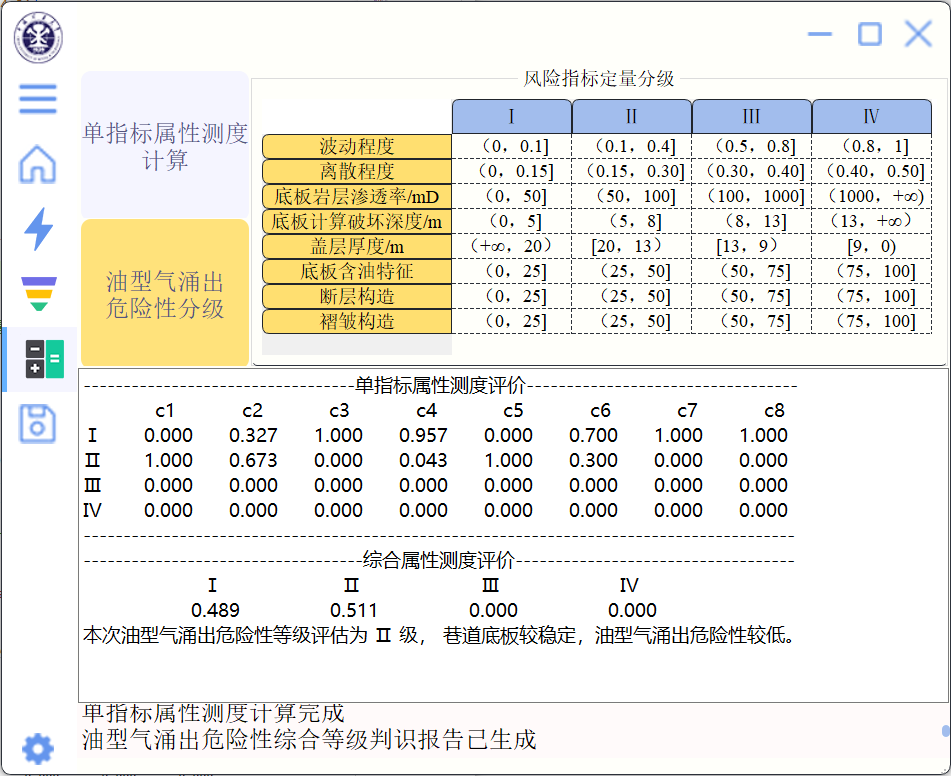 单指标属性测度
计算
油型气涌出
危险性分级
风险指标定量分级
I II III IV
波动程度 （0，0.1] （0.1，0.4] （0.5，0.8] （0.8，1]
离散程度 （0，0.15] （0.15，0.30] （0.30，0.40] （0.40，0.50]
底板岩层渗透率/mD （0，50] （50，100] （100，1000] （1000，+∞)
底板计算破坏深度/m （0，5] （5，8] （8，13] （13，+∞）
盖层厚度/m （+∞，20） [20，13） [13，9） [9，0)
底板含油特征 （0，25] （25，50] （50，75] （75，100]
断层构造 （0，25] （25，50] （50，75] （75，100]
褶皱构造 （0，25] （25，50] （50，75] （75，100]
------------------------------------单指标属性测度评价------------------------------------
c1 c2 c3 c4 c5 c6 c7 c8
Ⅰ 0.000 0.327 1.000 0.957 0.000 0.700 1.000 1.000
Ⅱ 1.000 0.673 0.000 0.043 1.000 0.300 0.000 0.000
Ⅲ 0.000 0.000 0.000 0.000 0.000 0.000 0.000 0.000
Ⅳ 0.000 0.000 0.000 0.000 0.000 0.000 0.000 0.000
------------------------------------综合属性测度评价------------------------------------
Ⅰ Ⅱ Ⅲ Ⅳ
0.489 0.511 0.000 0.000
本次油型气涌出危险性等级评估为 Ⅱ 级， 巷道底板较稳定，油型气涌出危险性较低。
单指标属性测度计算完成
油型气涌出危险性综合等级判识报告已生成